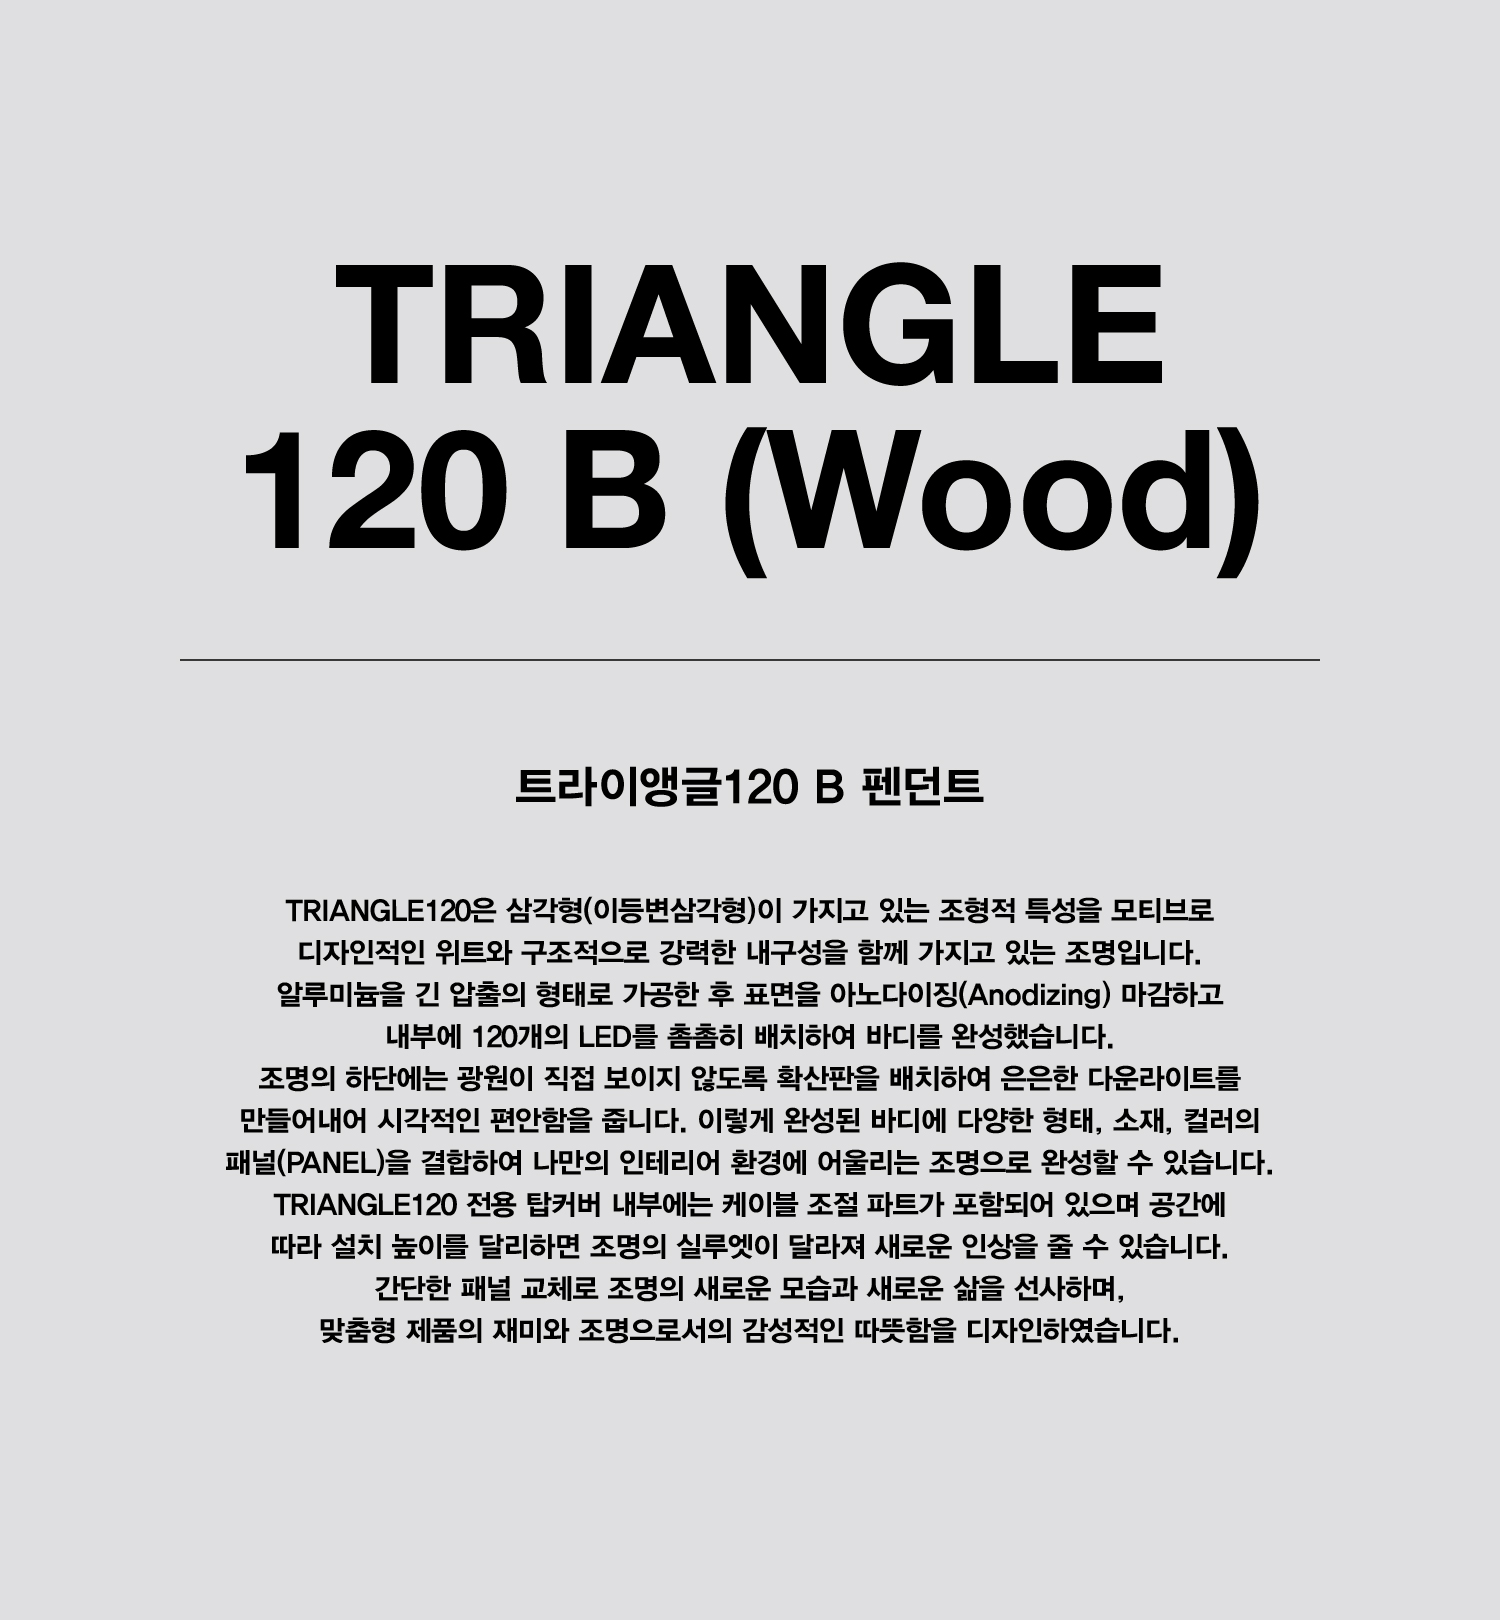 TRIANGLE
120 B (Wood)
트라이앵글120 B 펜던트
TRIANGLE120은 삼각형(이등변삼각형)이 가지고 있는 조형적 특성을 모티브로
디자인적인 위트와 구조적으로 강력한 내구성을 함께 가지고 있는 조명입니다.
알루미늄을 긴 압출의 형태로 가공한 후 표면을 아노다이징(Anodizing) 마감하고
내부에 120개의 LED를 촘촘히 배치하여 바디를 완성했습니다.
조명의 하단에는 광원이 직접 보이지 않도록 확산판을 배치하여 은은한 다운라이트를
만들어내어 시각적인 편안함을 줍니다. 이렇게 완성된 바디에 다양한 형태, 소재, 컬러의
패널(PANEL)을 결합하여 나만의 인테리어 환경에 어울리는 조명으로 완성할 수 있습니다.
TRIANGLE120 전용 탑커버 내부에는 케이블 조절 파트가 포함되어 있으며 공간에
따라 설치 높이를 달리하면 조명의 실루엣이 달라져 새로운 인상을 줄 수 있습니다.
간단한 패널 교체로 조명의 새로운 모습과 새로운 삶을 선사하며,
맞춤형 제품의 재미와 조명으로서의 감성적인 따뜻함을 디자인하였습니다.